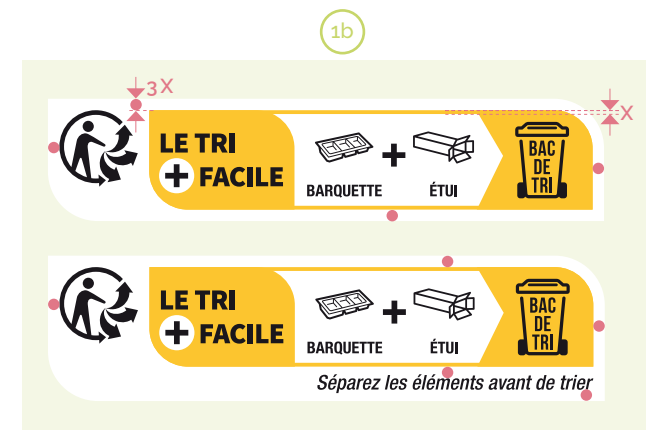 1b
3X
X
LE TRI
+ FACILE
BARQUETTE
+
ÉTUI
BAC
DE
TRI
LE TRI
+ FACILE
BARQUETTE
+
ÉTUI
BAC
DE
TRI
Séparez les éléments avant de trier